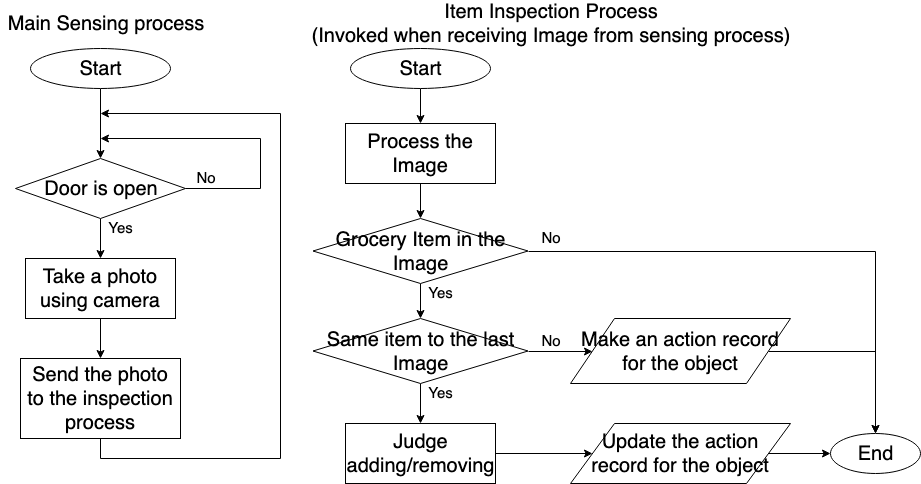 Main Sensing process
Start
Door is open
No
Yes
Take a photo
using camera
Send the photo
to the inspection
process
Item Inspection Process
(Invoked when receiving Image from sensing process)
Start
Process the
Image
Grocery Item in the
Image
No
Yes
Same item to the last
Image
No
Make an action record
for the object
Yes
Judge
adding/removing
Update the action
record for the object
End